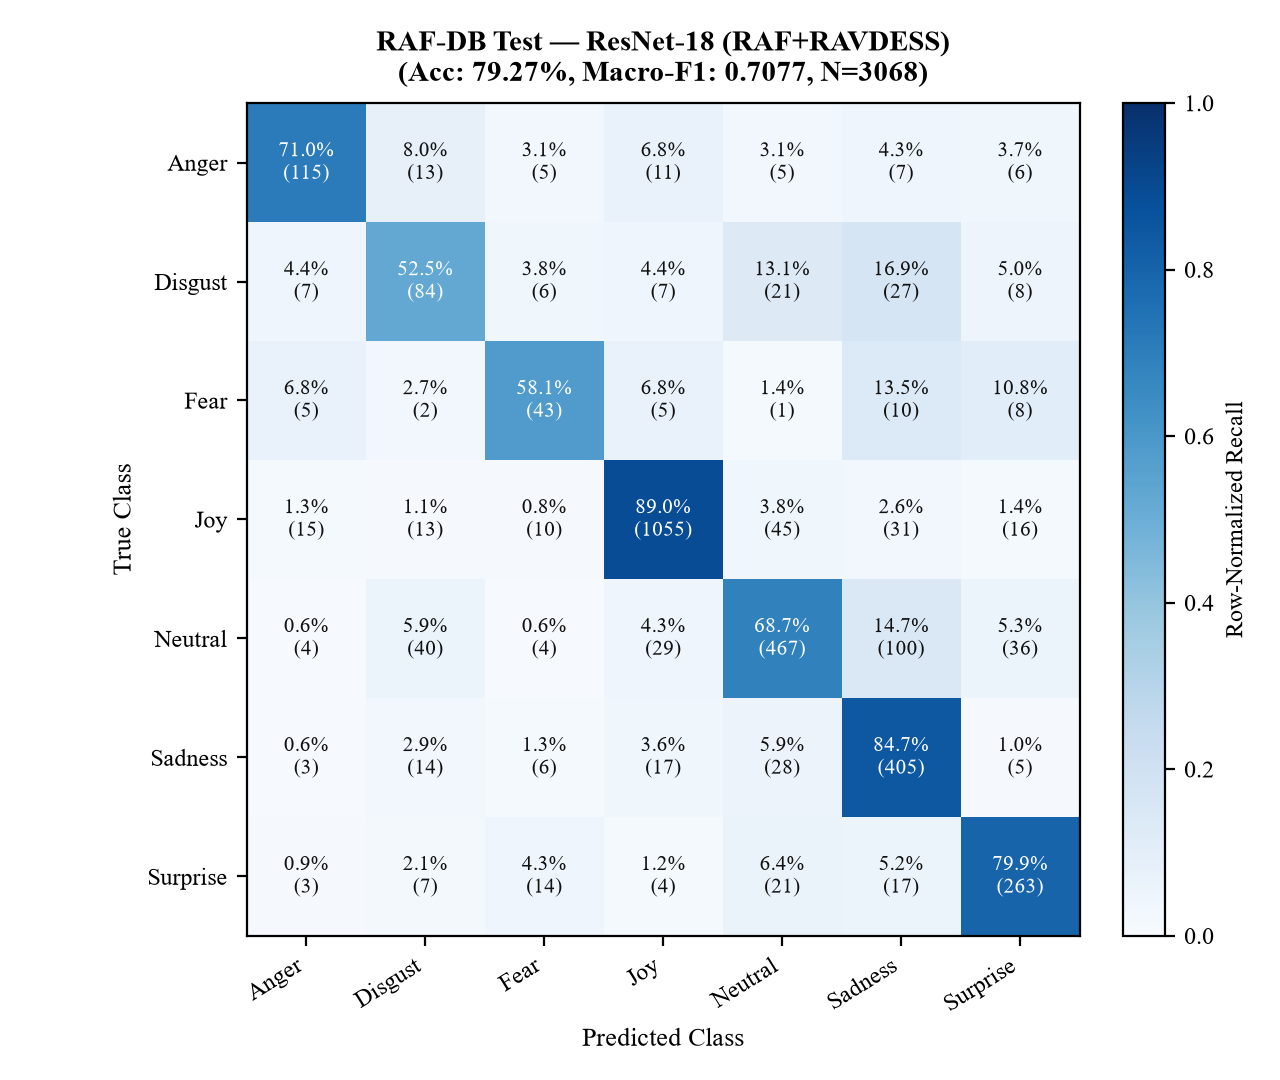 RAF-DB Test — ResNet-18 (RAF+RAVDESS)
(Acc: 79.27%, Macro-F1: 0.7077, N=3068)
True Class
Anger
71.0% 8.0% 3.1% 6.8% 3.1% 4.3% 3.7%
(115) (13) (5) (11) (5) (7) (6)
Disgust
4.4% 52.5% 3.8% 4.4% 13.1% 16.9% 5.0%
(7) (84) (6) (7) (21) (27) (8)
Fear
6.8% 2.7% 58.1% 6.8% 1.4% 13.5% 10.8%
(5) (2) (43) (5) (1) (10) (8)
Joy
1.3% 1.1% 0.8% 89.0% 3.8% 2.6% 1.4%
(15) (13) (10) (1055) (45) (31) (16)
Neutral
0.6% 5.9% 0.6% 4.3% 68.7% 14.7% 5.3%
(4) (40) (4) (29) (467) (100) (36)
Sadness
0.6% 2.9% 1.3% 3.6% 5.9% 84.7% 1.0%
(3) (14) (6) (17) (28) (405) (5)
Surprise
0.9% 2.1% 4.3% 1.2% 6.4% 5.2% 79.9%
(3) (7) (14) (4) (21) (17) (263)
Anger Disgust Fear Joy Neutral Sadness Surprise
Predicted Class
1.0
0.8
0.6
0.4
0.2
0.0
Row-Normalized Recall